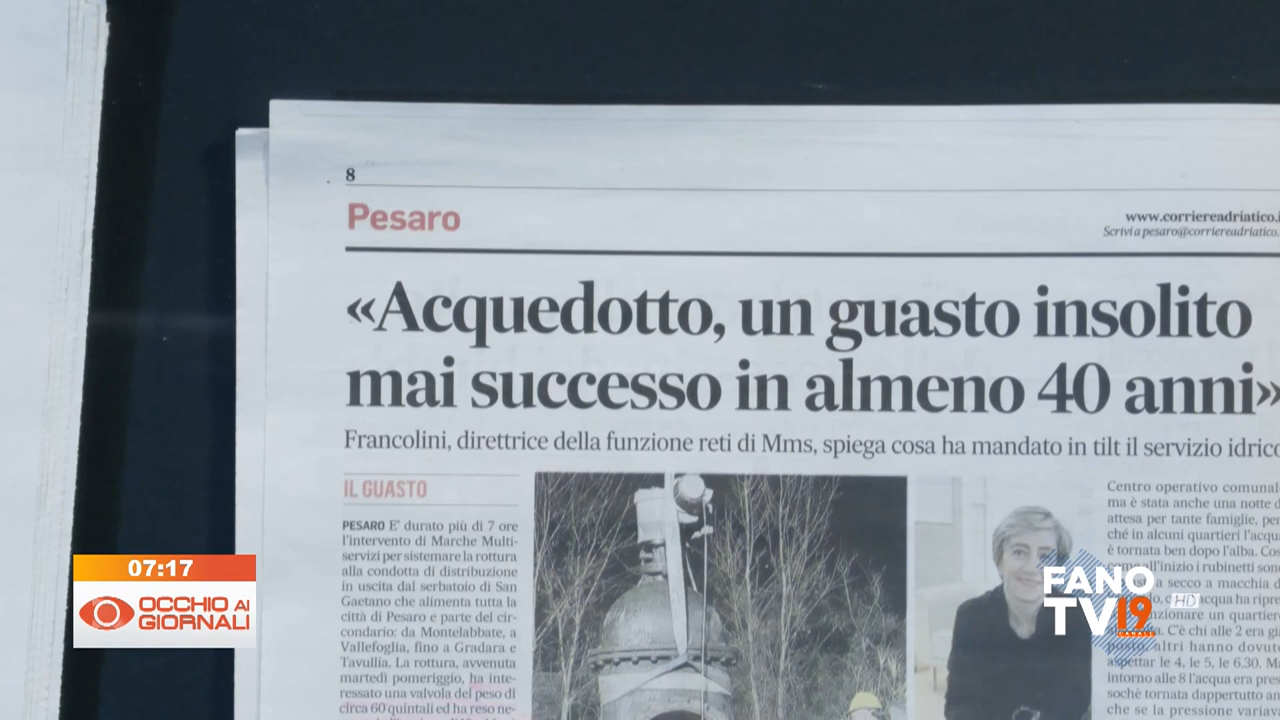 8
Pesaro
www.corriereadriatico.
Scrivi a pesaro@corriereadriatico.
«Acquedotto, un guasto insolito
mai successo in almeno 40 anni»
Francolini, direttrice della funzione reti di Mms, spiega cosa ha mandato in tilt il servizio idrico
IL GUASTO
PESARO E' durato più di 7 ore
l'intervento di Marche Multi-
servizi per sistemare la rottura
alla condotta di distribuzione
in uscita dal serbatoio di San
Gaetano che alimenta tutta la
città di Pesaro e parte del cir-
condario: da Montelabbate, a
Vallefoglia, fino a Gradara e
Tavullia. La rottura, avvenuta
martedì pomeriggio, ha inte-
ressato una valvola del peso di
circa 60 quintali ed ha reso ne-
Centro operativo comunal
ma è stata anche una notte d
attesa per tante famiglie, per
ché in alcuni quartieri l'acqu
è tornata ben dopo l'alba. Co
all'inizio i rubinetti son
a secco a macchia d
acqua ha ripre
nzionare un quartier
C'è chi alle 2 era gi
altri hanno dovut
aspettar le 4, le 5, le 6.30. M
intorno alle 8 l'acqua era pres
sochè tornata dappertutto an
che se la pressione variav
07:17
OCCHIO AI
GIORNALI
FANO
TV 19
CANALE
HD